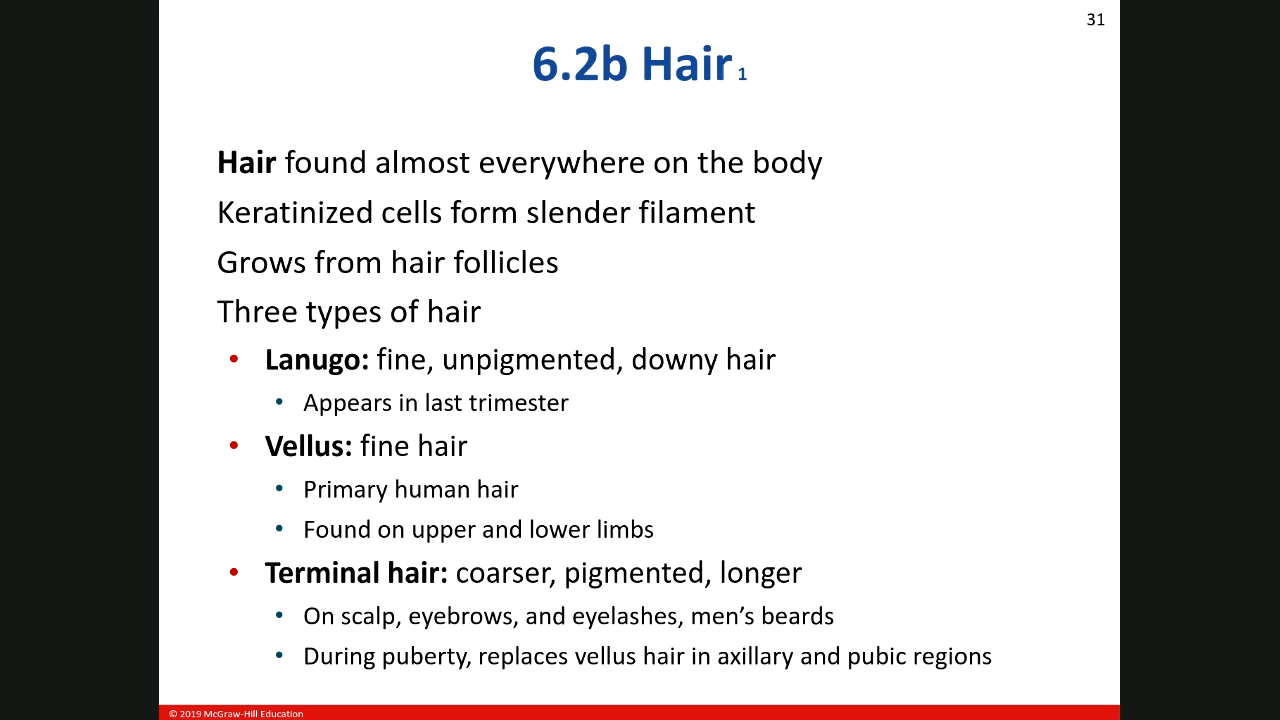 31
6.2b Hair 1
Hair found almost everywhere on the body
Keratinized cells form slender filament
Grows from hair follicles
Three types of hair
• Lanugo: fine, unpigmented, downy hair
• Appears in last trimester
• Vellus: fine hair
• Primary human hair
• Found on upper and lower limbs
• Terminal hair: coarser, pigmented, longer
• On scalp, eyebrows, and eyelashes, men’s beards
• During puberty, replaces vellus hair in axillary and pubic regions
© 2019 McGraw-Hill Education